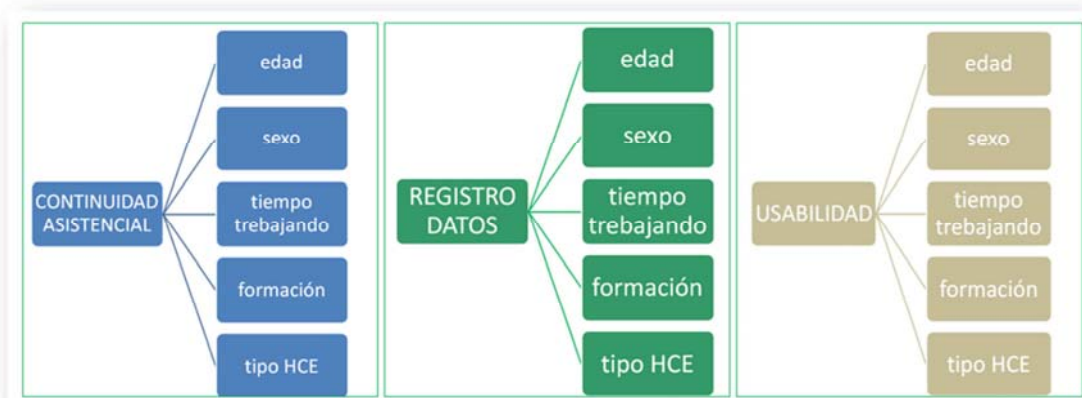 CONTINUIDAD
ASISTENCIAL
edad
sexo
tiempo
trebajando
formación
tipo HCE
REGISTRO
DATOS
edad
sexo
tiempo
trebajando
formación
tipo HCE
USABILIDAD
edad
sexo
tiempo
trebajando
formación
tipo HCE